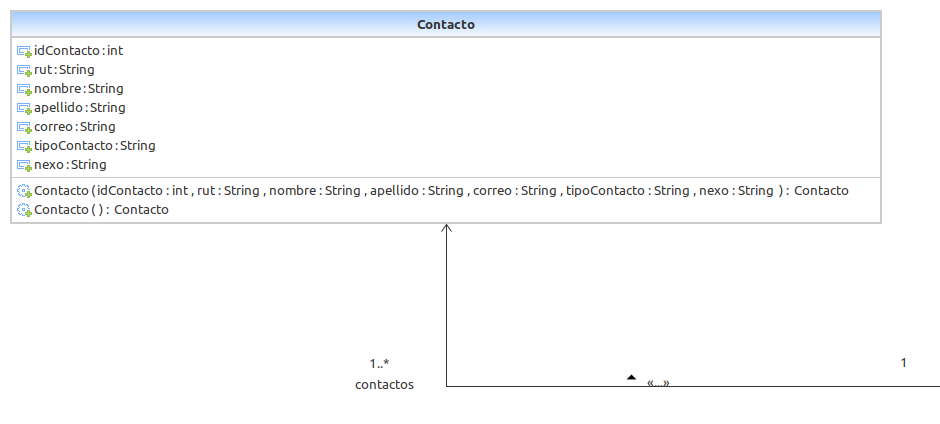 Contacto
idContacto:int
rut:String
nombre:String
apellido:String
correo:String
tipoContacto:String
nexo:String
Contacto(idContacto:int,rut:String,nombre:String,apellido:String,correo:String,tipoContacto:String,nexo:String ): Contacto
Contacto( ): Contacto
1..*
1
contactos
«...»